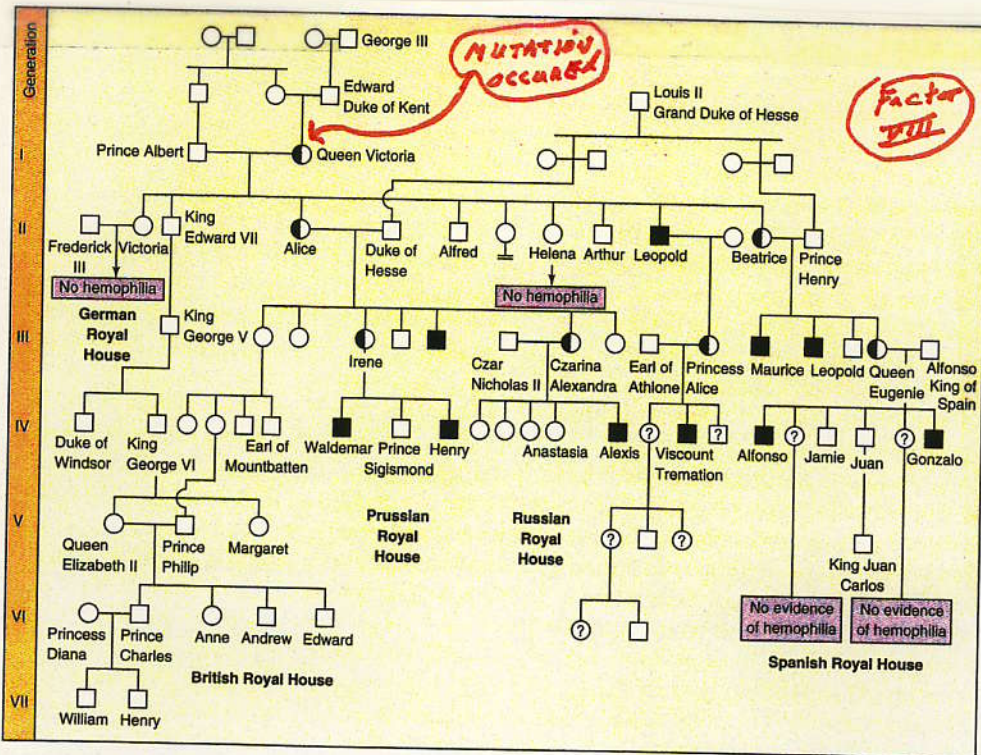 Generation
George III
MUTATION
OCCURED
Edward
Duke of Kent
Louis II
Grand Duke of Hesse
Factor
VIII
I
Prince Albert
Queen Victoria
II
Frederick
III
Victoria
King
Edward VII
Alice
Duke of
Hesse
Alfred
Helena
Arthur
Leopold
Beatrice
Prince
Henry
No hemophilia
No hemophilia
German
Royal
House
III
King
George V
Irene
Czar
Nicholas II
Czarina
Alexandra
Earl of
Athlone
Princess
Alice
Maurice
Leopold
Queen
Eugenie
Alfonso
King of
Spain
IV
Duke of
Windsor
King
George VI
Earl of
Mountbatten
Waldemar
Prince
Sigismond
Henry
Anastasia
Alexis
?
Viscount
Tremation
?
Alfonso
?
Jamie
Juan
?
Gonzalo
V
Queen
Elizabeth II
Prince
Philip
Margaret
Prussian
Royal
House
Russian
Royal
House
?
?
King Juan
Carlos
VI
Princess
Diana
Prince
Charles
Anne
Andrew
Edward
?
No evidence
of hemophilia
No evidence
of hemophilia
British Royal House
Spanish Royal House
VII
William
Henry